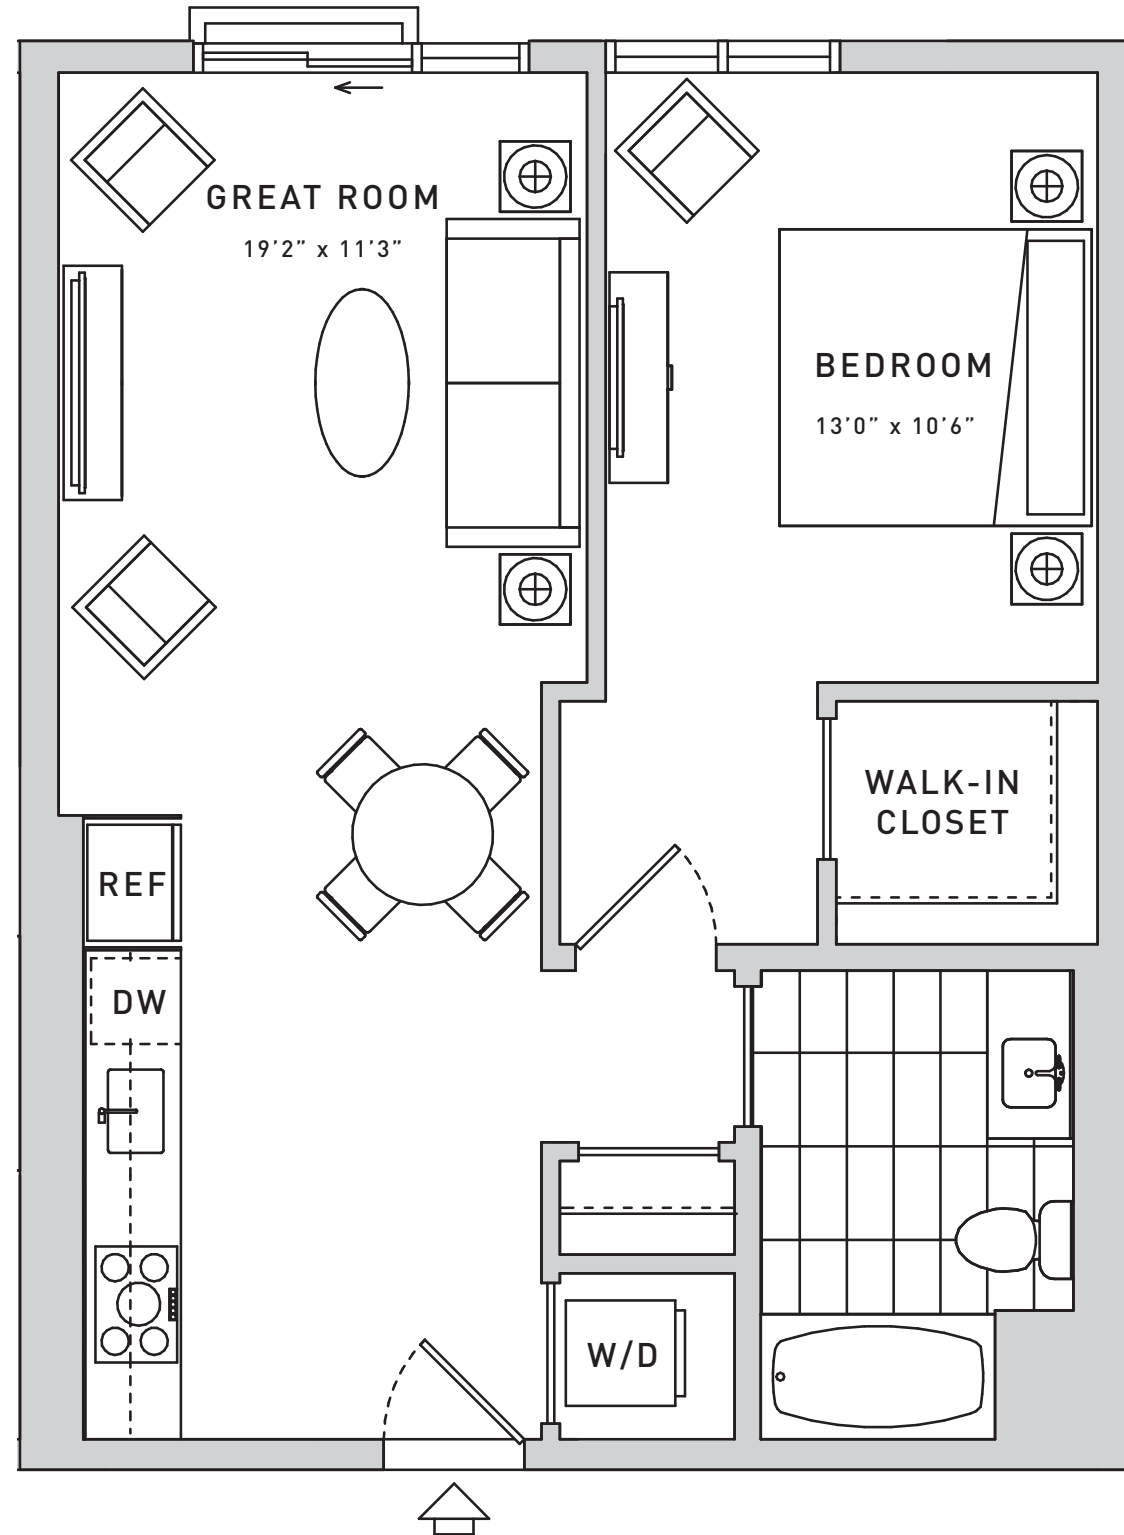 GREAT ROOM
19’2” x 11’3”
BEDROOM
13’0” x 10’6”
WALK-IN
CLOSET
REF
DW
W/D